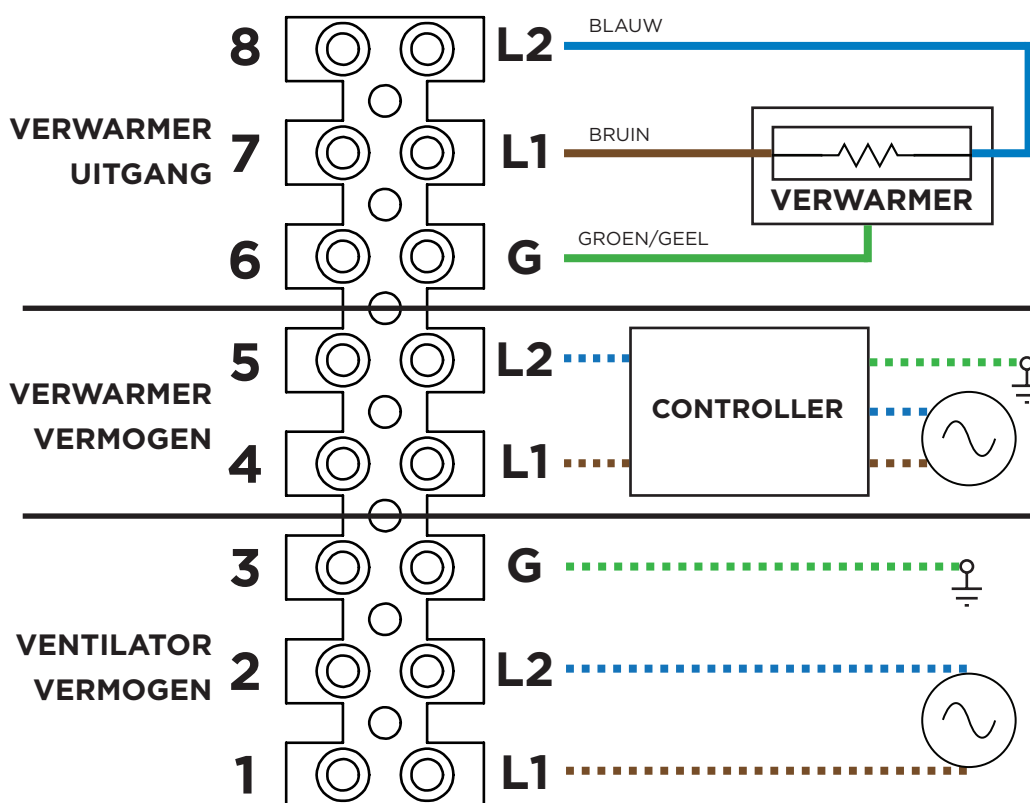 8 L2 BLAUW
VERWARMER
UITGANG
7 L1 BRUIN
VERWARMER
6 G GROEN/GEEL
5 L2
VERWARMER
VERMOGEN
CONTROLLER
4 L1
3 G
VENTILATOR
VERMOGEN
2 L2
1 L1